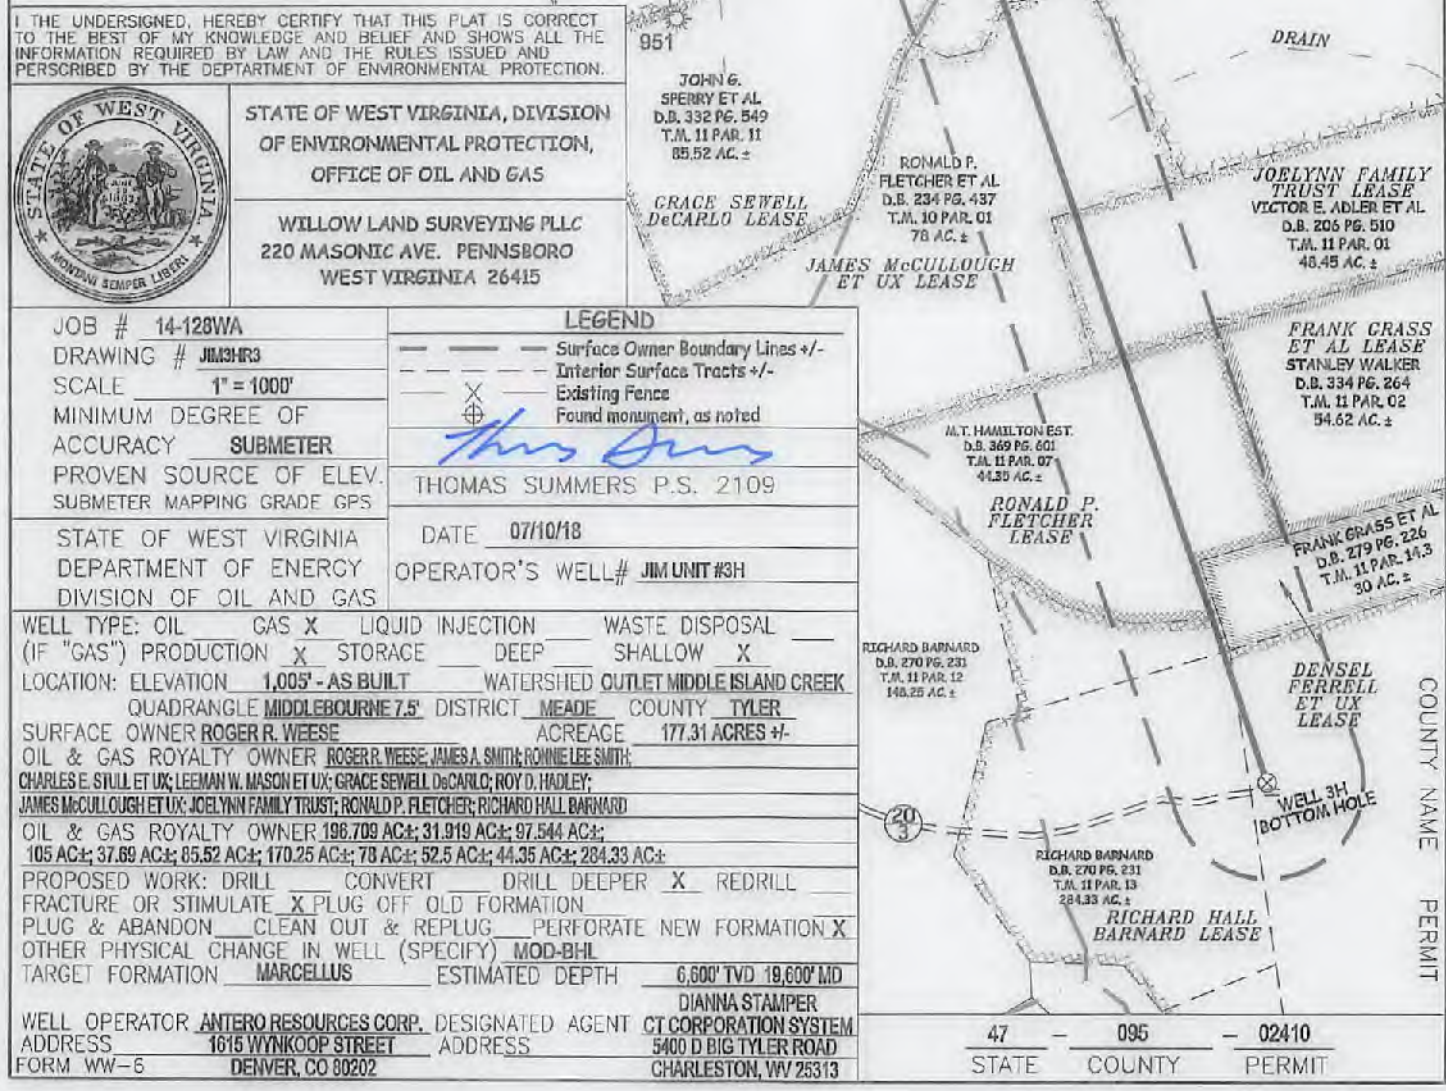 I THE UNDERSIGNED, HEREBY CERTIFY THAT THIS PLAT IS CORRECT
TO THE BEST OF MY KNOWLEDGE AND BELIEF AND SHOWS ALL THE
INFORMATION REQUIRED BY LAW AND THE RULES ISSUED AND
PERSCRIBED BY THE DEPTARTMENT OF ENVIRONMENTAL PROTECTION.
STATE OF WEST VIRGINIA
MONTANI SEMPER LIBERI
STATE OF WEST VIRGINIA, DIVISION
OF ENVIRONMENTAL PROTECTION,
OFFICE OF OIL AND GAS
WILLOW LAND SURVEYING PLLC
220 MASONIC AVE. PENNSBORO
WEST VIRGINIA 26415
JOB # 14-128WA
DRAWING # JIM3HR3
SCALE 1" = 1000'
MINIMUM DEGREE OF
ACCURACY SUBMETER
PROVEN SOURCE OF ELEV.
SUBMETER MAPPING GRADE GPS
LEGEND
Surface Owner Boundary Lines +/-
Interior Surface Tracts +/-
X Existing Fence
Found monument, as noted
THOMAS SUMMERS P.S. 2109
STATE OF WEST VIRGINIA
DEPARTMENT OF ENERGY
DIVISION OF OIL AND GAS
DATE 07/10/18
OPERATOR'S WELL# JIM UNIT #3H
WELL TYPE: OIL ___ GAS X LIQUID INJECTION ___ WASTE DISPOSAL ___
(IF "GAS") PRODUCTION X STORAGE ___ DEEP ___ SHALLOW X
LOCATION: ELEVATION 1,005' - AS BUILT WATERSHED OUTLET MIDDLE ISLAND CREEK
QUADRANGLE MIDDLEBOURNE 7.5' DISTRICT MEADE COUNTY TYLER
SURFACE OWNER ROGER R. WEESE ACREAGE 177.31 ACRES +/-
OIL & GAS ROYALTY OWNER ROGER R. WEESE; JAMES A. SMITH; RONNIE LEE SMITH;
CHARLES E. STULL ET UX; LEEMAN W. MASON ET UX; GRACE SEWELL DeCARLO; ROY D. HADLEY;
JAMES McCULLOUGH ET UX; JOELYNN FAMILY TRUST; RONALD P. FLETCHER; RICHARD HALL BARNARD
OIL & GAS ROYALTY OWNER 196.709 AC±; 31.919 AC±; 97.544 AC±;
105 AC±; 37.69 AC±; 85.52 AC±; 170.25 AC±; 78 AC±; 52.5 AC±; 44.35 AC±; 284.33 AC±
PROPOSED WORK: DRILL ___ CONVERT ___ DRILL DEEPER X REDRILL ___
FRACTURE OR STIMULATE X PLUG OFF OLD FORMATION ___
PLUG & ABANDON ___ CLEAN OUT & REPLUG ___ PERFORATE NEW FORMATION X
OTHER PHYSICAL CHANGE IN WELL (SPECIFY) MOD-BHL
TARGET FORMATION MARCELLUS ESTIMATED DEPTH 6,600' TVD 19,600' MD
DIANNA STAMPER
WELL OPERATOR ANTERO RESOURCES CORP. DESIGNATED AGENT CT CORPORATION SYSTEM
ADDRESS 1615 WYNKOOP STREET ADDRESS 5400 D BIG TYLER ROAD
FORM WW-6 DENVER, CO 80202 CHARLESTON, WV 25313
951
JOHN G.
SPERRY ET AL
D.B. 332 PG. 549
T.M. 11 PAR. 11
85.52 AC. ±
GRACE SEWELL
DeCARLO LEASE
RONALD P.
FLETCHER ET AL
D.B. 234 PG. 437
T.M. 10 PAR. 01
78 AC. ±
JAMES McCULLOUGH
ET UX LEASE
DRAIN
JOELYNN FAMILY
TRUST LEASE
VICTOR E. ADLER ET AL
D.B. 206 PG. 510
T.M. 11 PAR. 01
48.45 AC. ±
FRANK GRASS
ET AL LEASE
STANLEY WALKER
D.B. 334 PG. 264
T.M. 11 PAR. 02
54.62 AC. ±
M.T. HAMILTON EST.
D.B. 369 PG. 601
T.M. 11 PAR. 07
44.35 AC. ±
RONALD P.
FLETCHER
LEASE
FRANK GRASS ET AL
D.B. 279 PG. 226
T.M. 11 PAR. 14.3
30 AC. ±
RICHARD BARNARD
D.B. 270 PG. 231
T.M. 11 PAR. 12
148.25 AC. ±
DENSEL
FERRELL
ET UX
LEASE
WELL 3H
BOTTOM HOLE
20
3
RICHARD BARNARD
D.B. 270 PG. 231
T.M. 11 PAR. 13
284.33 AC. ±
RICHARD HALL
BARNARD LEASE
COUNTY NAME
PERMIT
47 - 095 - 02410
STATE COUNTY PERMIT